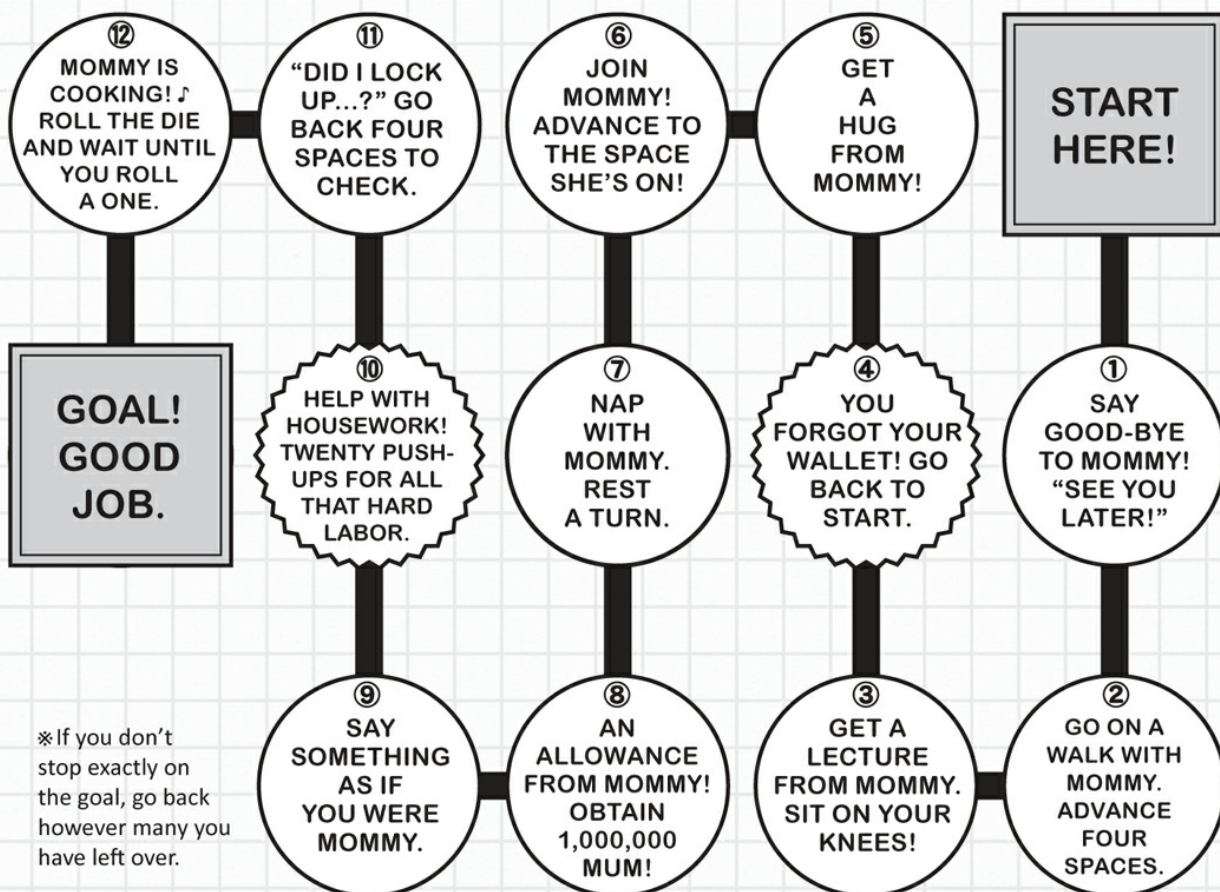 START
HERE!
①
SAY
GOOD-BYE
TO MOMMY!
“SEE YOU
LATER!”
②
GO ON A
WALK WITH
MOMMY.
ADVANCE
FOUR
SPACES.
③
GET A
LECTURE
FROM MOMMY.
SIT ON YOUR
KNEES!
④
YOU
FORGOT YOUR
WALLET! GO
BACK TO
START.
⑤
GET
A
HUG
FROM
MOMMY!
⑥
JOIN
MOMMY!
ADVANCE TO
THE SPACE
SHE’S ON!
⑦
NAP
WITH
MOMMY.
REST
A TURN.
⑧
AN
ALLOWANCE
FROM MOMMY!
OBTAIN
1,000,000
MUM!
⑨
SAY
SOMETHING
AS IF
YOU WERE
MOMMY.
⑩
HELP WITH
HOUSEWORK!
TWENTY PUSH-
UPS FOR ALL
THAT HARD
LABOR.
⑪
“DID I LOCK
UP...?” GO
BACK FOUR
SPACES TO
CHECK.
⑫
MOMMY IS
COOKING! ♪
ROLL THE DIE
AND WAIT UNTIL
YOU ROLL
A ONE.
GOAL!
GOOD
JOB.
※If you don’t
stop exactly on
the goal, go back
however many you
have left over.